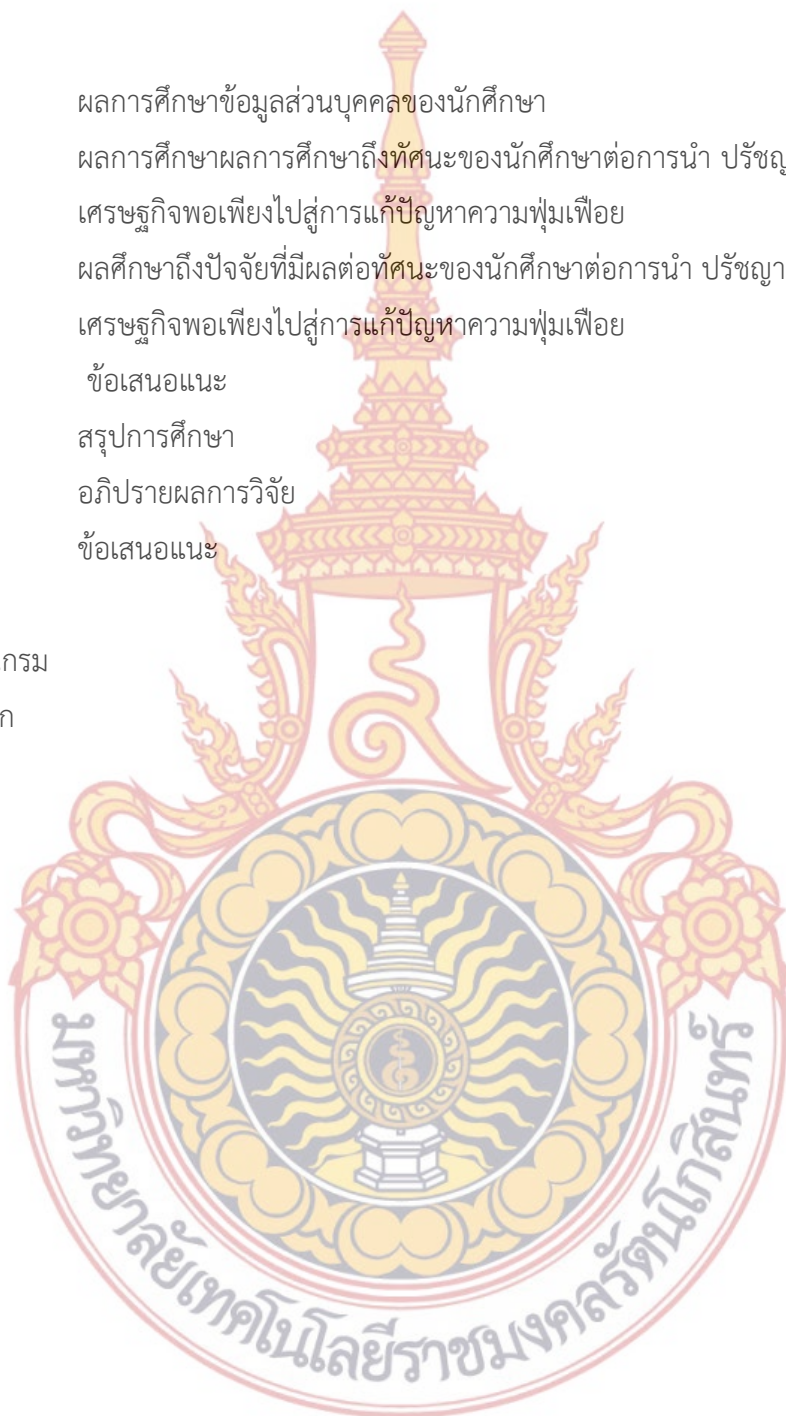 ผลการศึกษาข้อมูลส่วนบุคคลของนักศึกษา
ผลการศึกษาผลการศึกษาถึงทัศนะของนักศึกษาต่อการนำ ปรัชญ
เศรษฐกิจพอเพียงไปสู่การแก้ปัญหาความฟุ่มเฟือย
ผลศึกษาถึงปัจจัยที่มีผลต่อทัศนะของนักศึกษาต่อการนำ ปรัชญา
เศรษฐกิจพอเพียงไปสู่การแก้ปัญหาความฟุ่มเฟือย
ข้อเสนอแนะ
สรุปการศึกษา
อภิปรายผลการวิจัย
ข้อเสนอแนะ
กรม
ก
มหาวิทยาลัยเทคโนโลยีราชมงคลรัตนโกสินทร์